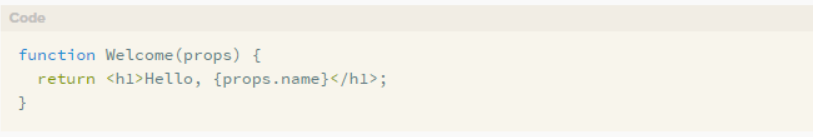 Code
function Welcome(props) {
  return <h1>Hello, {props.name}</h1>;
}